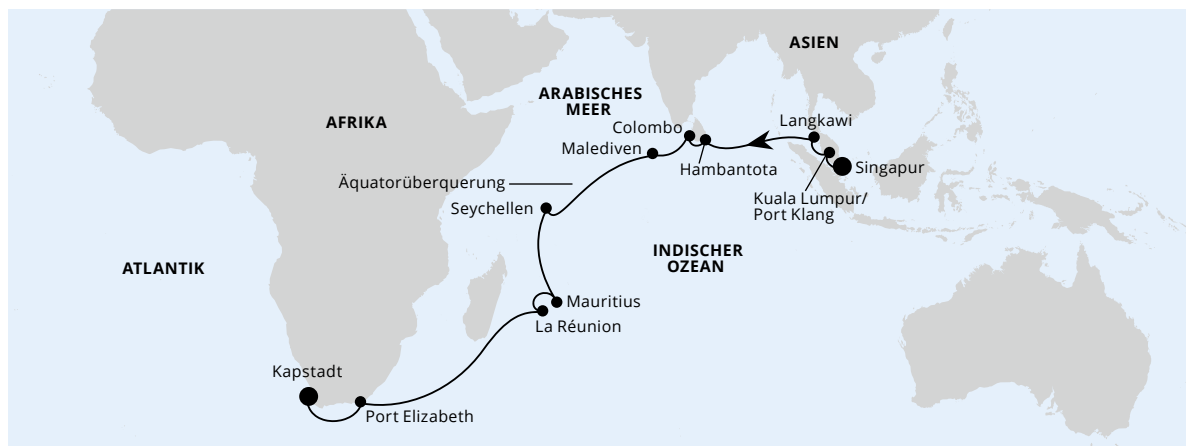 ASIEN
ARABISCHES
MEER
AFRIKA
Colombo
Langkawi
Malediven
Hambantota
Singapur
Äquatorüberquerung
Kuala Lumpur/
Port Klang
Seychellen
INDISCHER
OZEAN
ATLANTIK
Mauritius
La Réunion
Kapstadt
Port Elizabeth